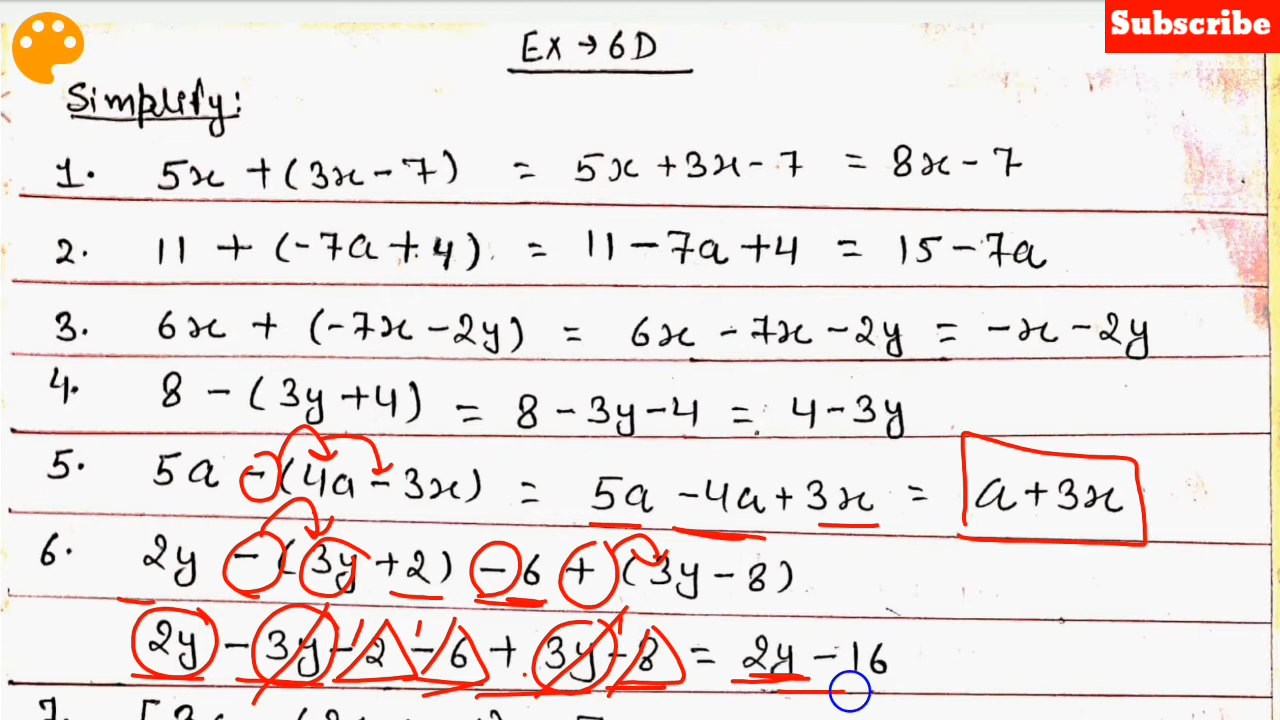 Subscribe
Ex → 6D
Simplify:
1. 5x + (3x - 7) = 5x + 3x - 7 = 8x - 7
2. 11 + (-7a + 4) = 11 - 7a + 4 = 15 - 7a
3. 6x + (-7x - 2y) = 6x - 7x - 2y = -x - 2y
4. 8 - (3y + 4) = 8 - 3y - 4 = 4 - 3y
5. 5a - (4a - 3x) = 5a - 4a + 3x = a + 3x
6. 2y - (3y + 2) - 6 + (3y - 8)
2y - 3y - 2 - 6 + 3y - 8 = 2y - 16
7.